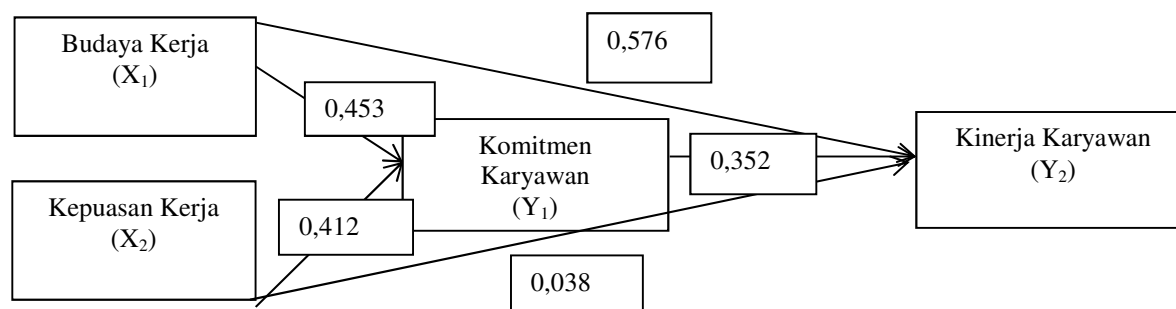 Budaya Kerja
(X₁)
0,576
0,453
Komitmen
Karyawan
(Y₁)
0,352
Kinerja Karyawan
(Y₂)
Kepuasan Kerja
(X₂)
0,412
0,038